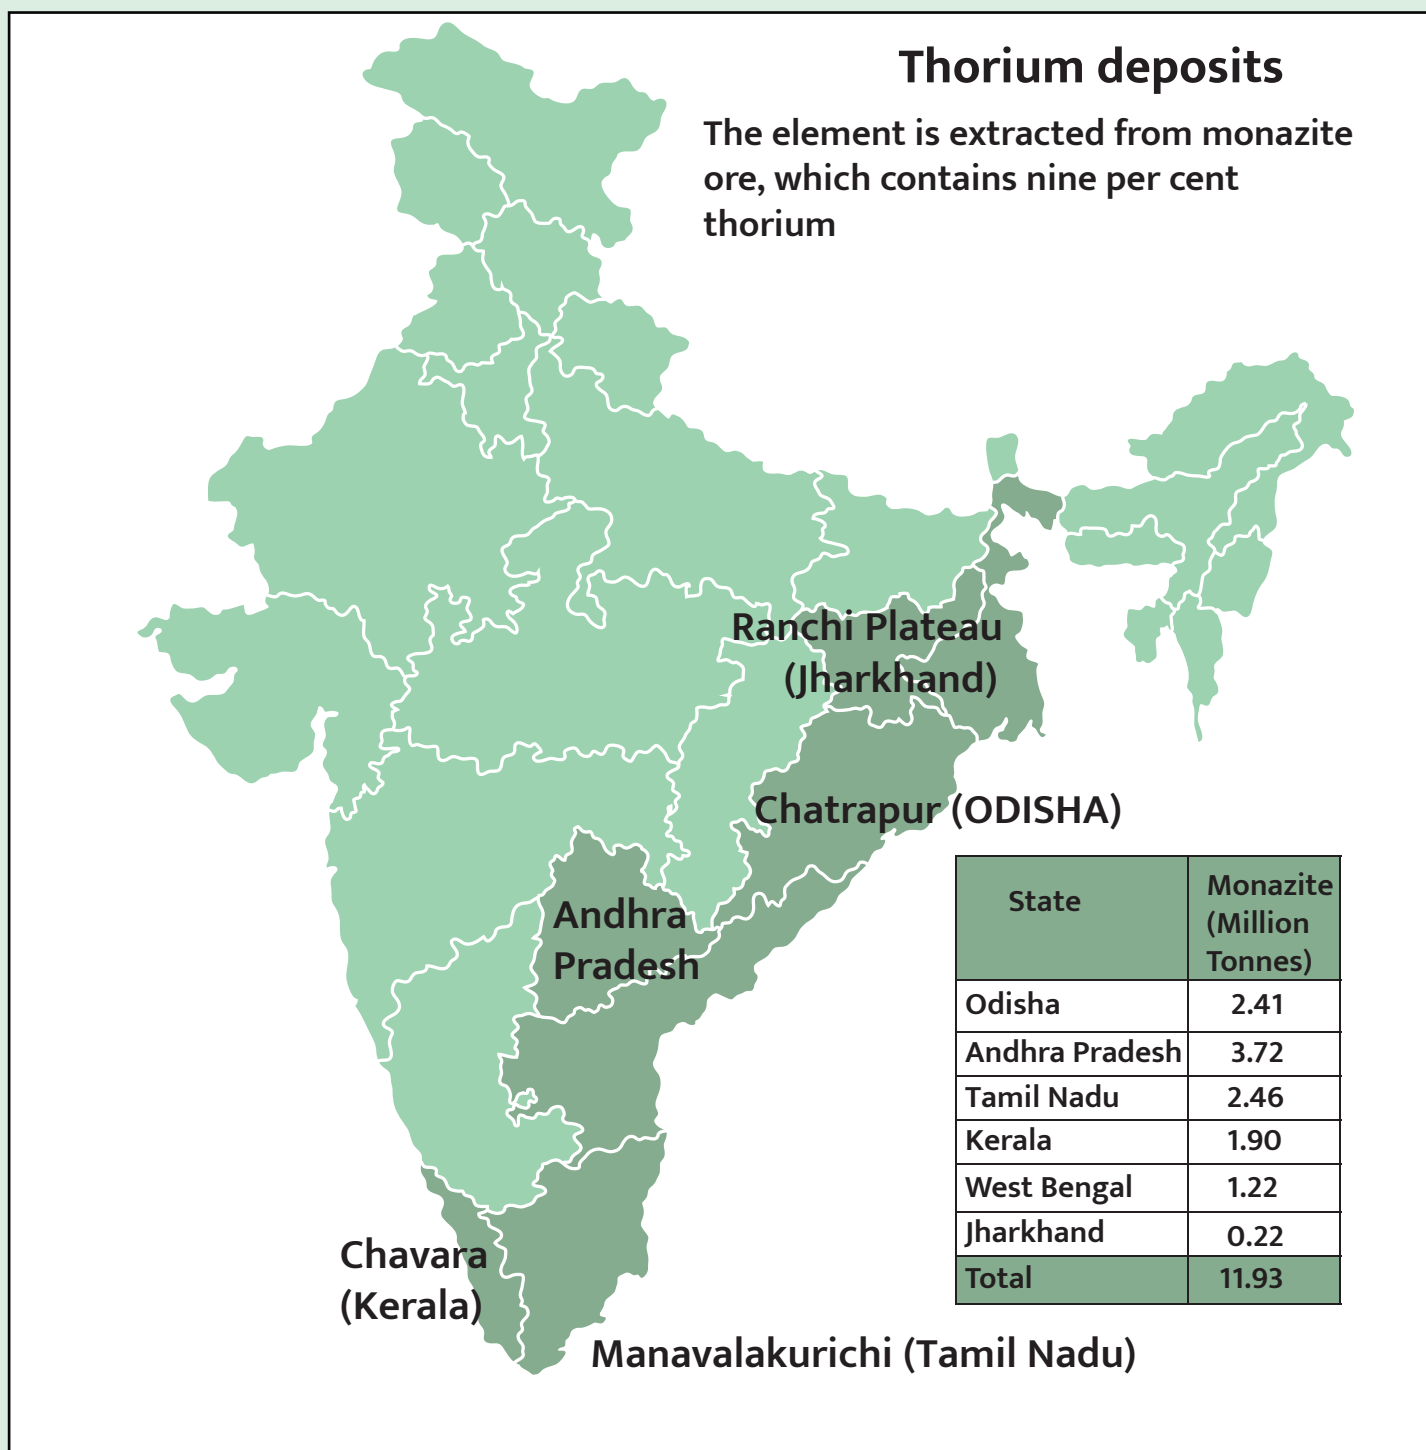 Thorium deposits
The element is extracted from monazite
ore, which contains nine per cent
thorium
Ranchi Plateau
(Jharkhand)
Chatrapur (ODISHA)
Andhra
Pradesh
Chavara
(Kerala)
Manavalakurichi (Tamil Nadu)
State Monazite
(Million
Tonnes)
Odisha 2.41
Andhra Pradesh 3.72
Tamil Nadu 2.46
Kerala 1.90
West Bengal 1.22
Jharkhand 0.22
Total 11.93